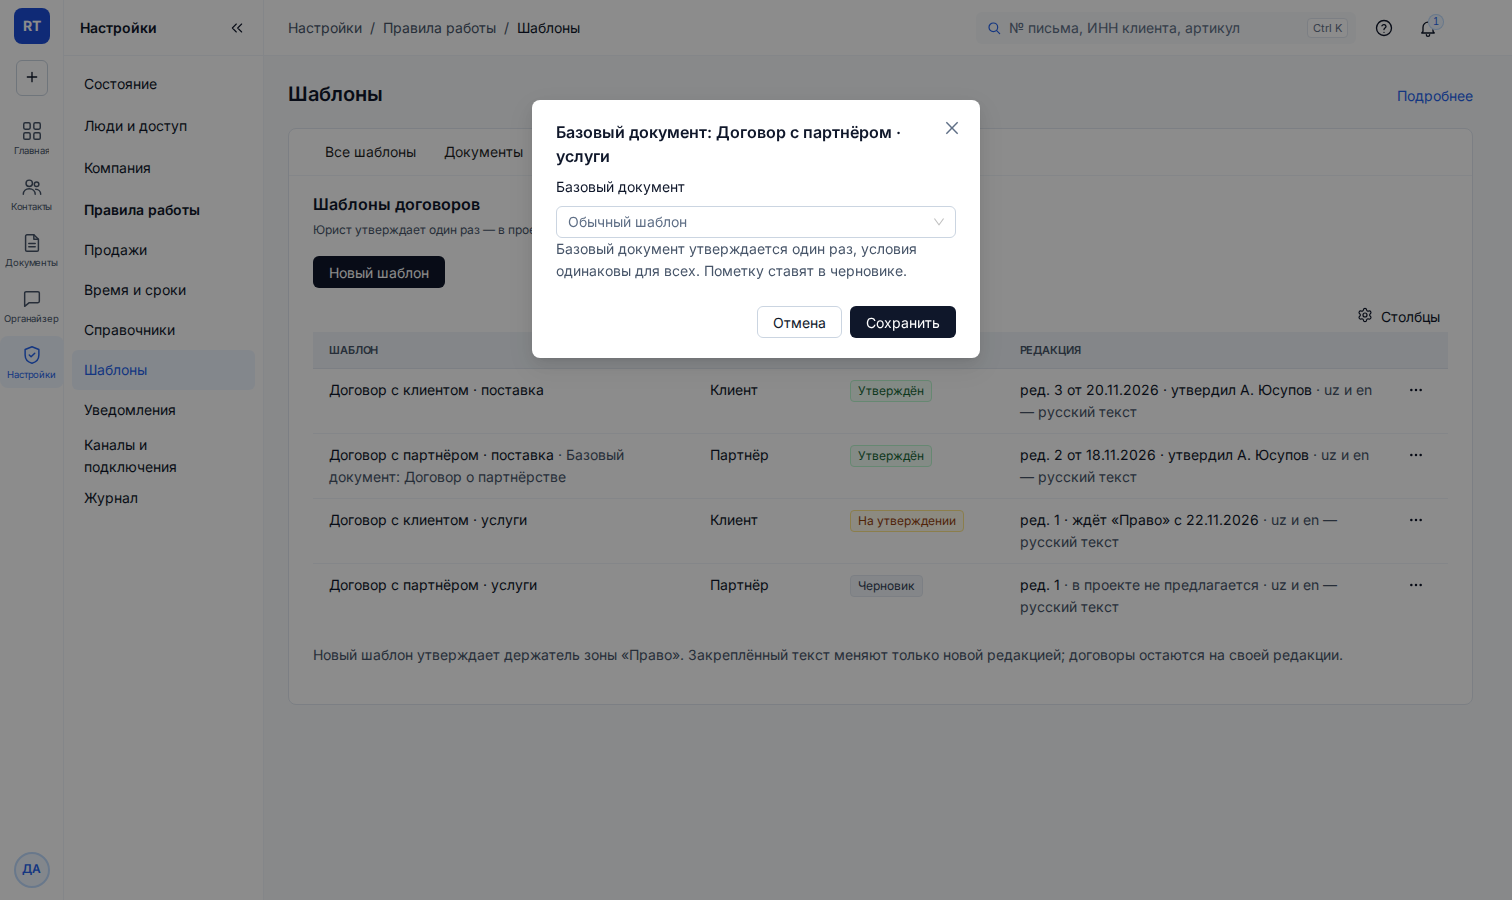 RT
Настройки
Настройки / Правила работы / Шаблоны
№ письма, ИНН клиента, артикул
Ctrl K
1
Главная
Контакты
Документы
Органайзер
Настройки
ДА
Состояние
Люди и доступ
Компания
Правила работы
Продажи
Время и сроки
Справочники
Шаблоны
Уведомления
Каналы и
подключения
Журнал
Шаблоны
Подробнее
Все шаблоны
Документы
Шаблоны договоров
Юрист утверждает один раз — в прое
Новый шаблон
Базовый документ: Договор с партнёром ·
услуги
Базовый документ
Обычный шаблон
Базовый документ утверждается один раз, условия
одинаковы для всех. Пометку ставят в черновике.
Отмена
Сохранить
Столбцы
ШАБЛОН
РЕДАКЦИЯ
Договор с клиентом · поставка
Клиент
Утверждён
ред. 3 от 20.11.2026 · утвердил А. Юсупов · uz и en
— русский текст
Договор с партнёром · поставка · Базовый
документ: Договор о партнёрстве
Партнёр
Утверждён
ред. 2 от 18.11.2026 · утвердил А. Юсупов · uz и en
— русский текст
Договор с клиентом · услуги
Клиент
На утверждении
ред. 1 · ждёт «Право» с 22.11.2026 · uz и en —
русский текст
Договор с партнёром · услуги
Партнёр
Черновик
ред. 1 · в проекте не предлагается · uz и en —
русский текст
Новый шаблон утверждает держатель зоны «Право». Закреплённый текст меняют только новой редакцией; договоры остаются на своей редакции.